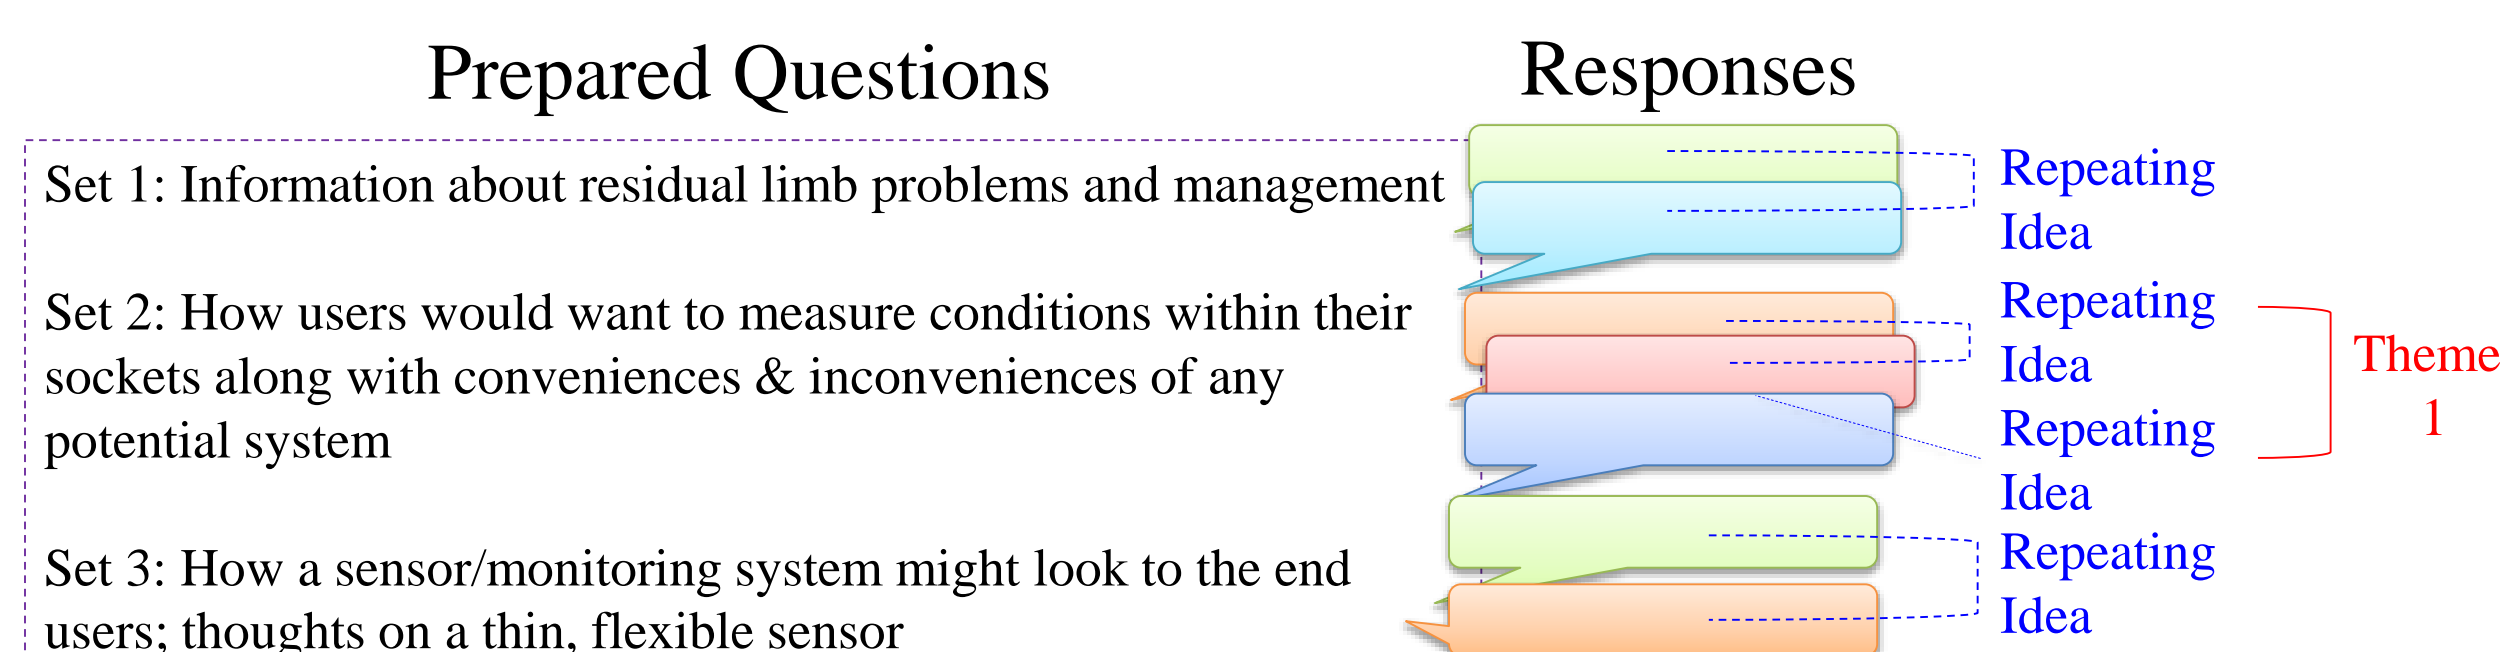 Prepared Questions
Responses
Set 1: Information about residual limb problems and management
Set 2: How users would want to measure conditions within their
sockets along with conveniences & inconveniences of any
potential system
Set 3: How a sensor/monitoring system might look to the end
users; thoughts on a thin, flexible sensor
Repeating
Idea
Repeating
Idea
Repeating
Idea
Repeating
Idea
Theme
1